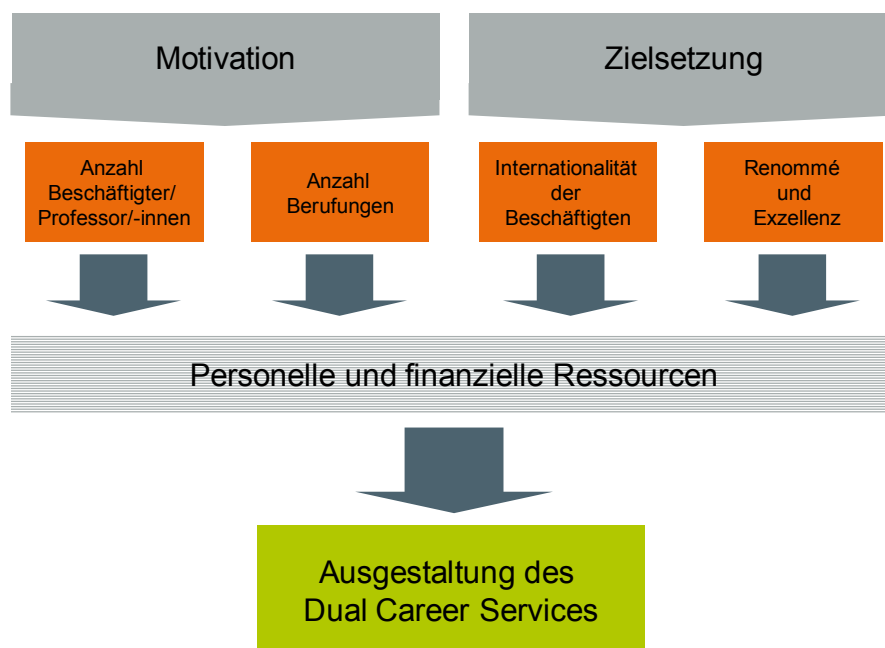 Motivation
Zielsetzung
Anzahl
Beschäftigter/
Professor/-innen
Anzahl
Berufungen
Internationalität
der
Beschäftigten
Renommé
und
Exzellenz
Personelle und finanzielle Ressourcen
Ausgestaltung des
Dual Career Services